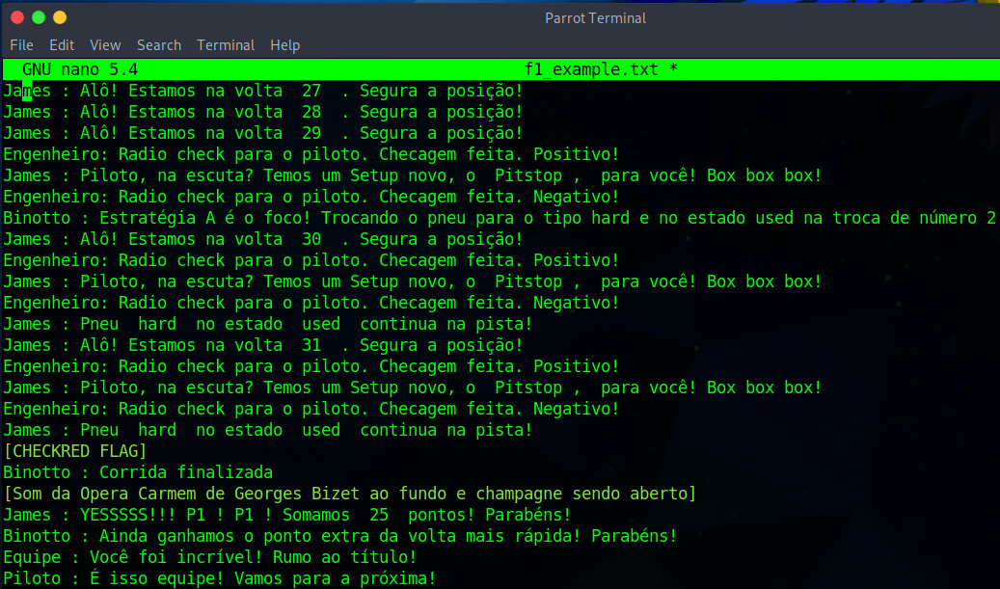 Parrot Terminal
File Edit View Search Terminal Help
GNU nano 5.4 f1_example.txt *
James : Alô! Estamos na volta  27  . Segura a posição!
James : Alô! Estamos na volta  28  . Segura a posição!
James : Alô! Estamos na volta  29  . Segura a posição!
Engenheiro: Radio check para o piloto. Checagem feita. Positivo!
James : Piloto, na escuta? Temos um Setup novo, o  Pitstop ,  para você! Box box box!
Engenheiro: Radio check para o piloto. Checagem feita. Negativo!
Binotto : Estratégia A é o foco! Trocando o pneu para o tipo hard e no estado used na troca de número 2
James : Alô! Estamos na volta  30  . Segura a posição!
Engenheiro: Radio check para o piloto. Checagem feita. Positivo!
James : Piloto, na escuta? Temos um Setup novo, o  Pitstop ,  para você! Box box box!
Engenheiro: Radio check para o piloto. Checagem feita. Negativo!
James : Pneu  hard  no estado  used  continua na pista!
James : Alô! Estamos na volta  31  . Segura a posição!
Engenheiro: Radio check para o piloto. Checagem feita. Positivo!
James : Piloto, na escuta? Temos um Setup novo, o  Pitstop ,  para você! Box box box!
Engenheiro: Radio check para o piloto. Checagem feita. Negativo!
James : Pneu  hard  no estado  used  continua na pista!
[CHECKRED FLAG]
Binotto : Corrida finalizada
[Som da Opera Carmem de Georges Bizet ao fundo e champagne sendo aberto]
James : YESSSSS!!! P1 ! P1 ! Somamos  25  pontos! Parabéns!
Binotto : Ainda ganhamos o ponto extra da volta mais rápida! Parabéns!
Equipe : Você foi incrível! Rumo ao título!
Piloto : É isso equipe! Vamos para a próxima!